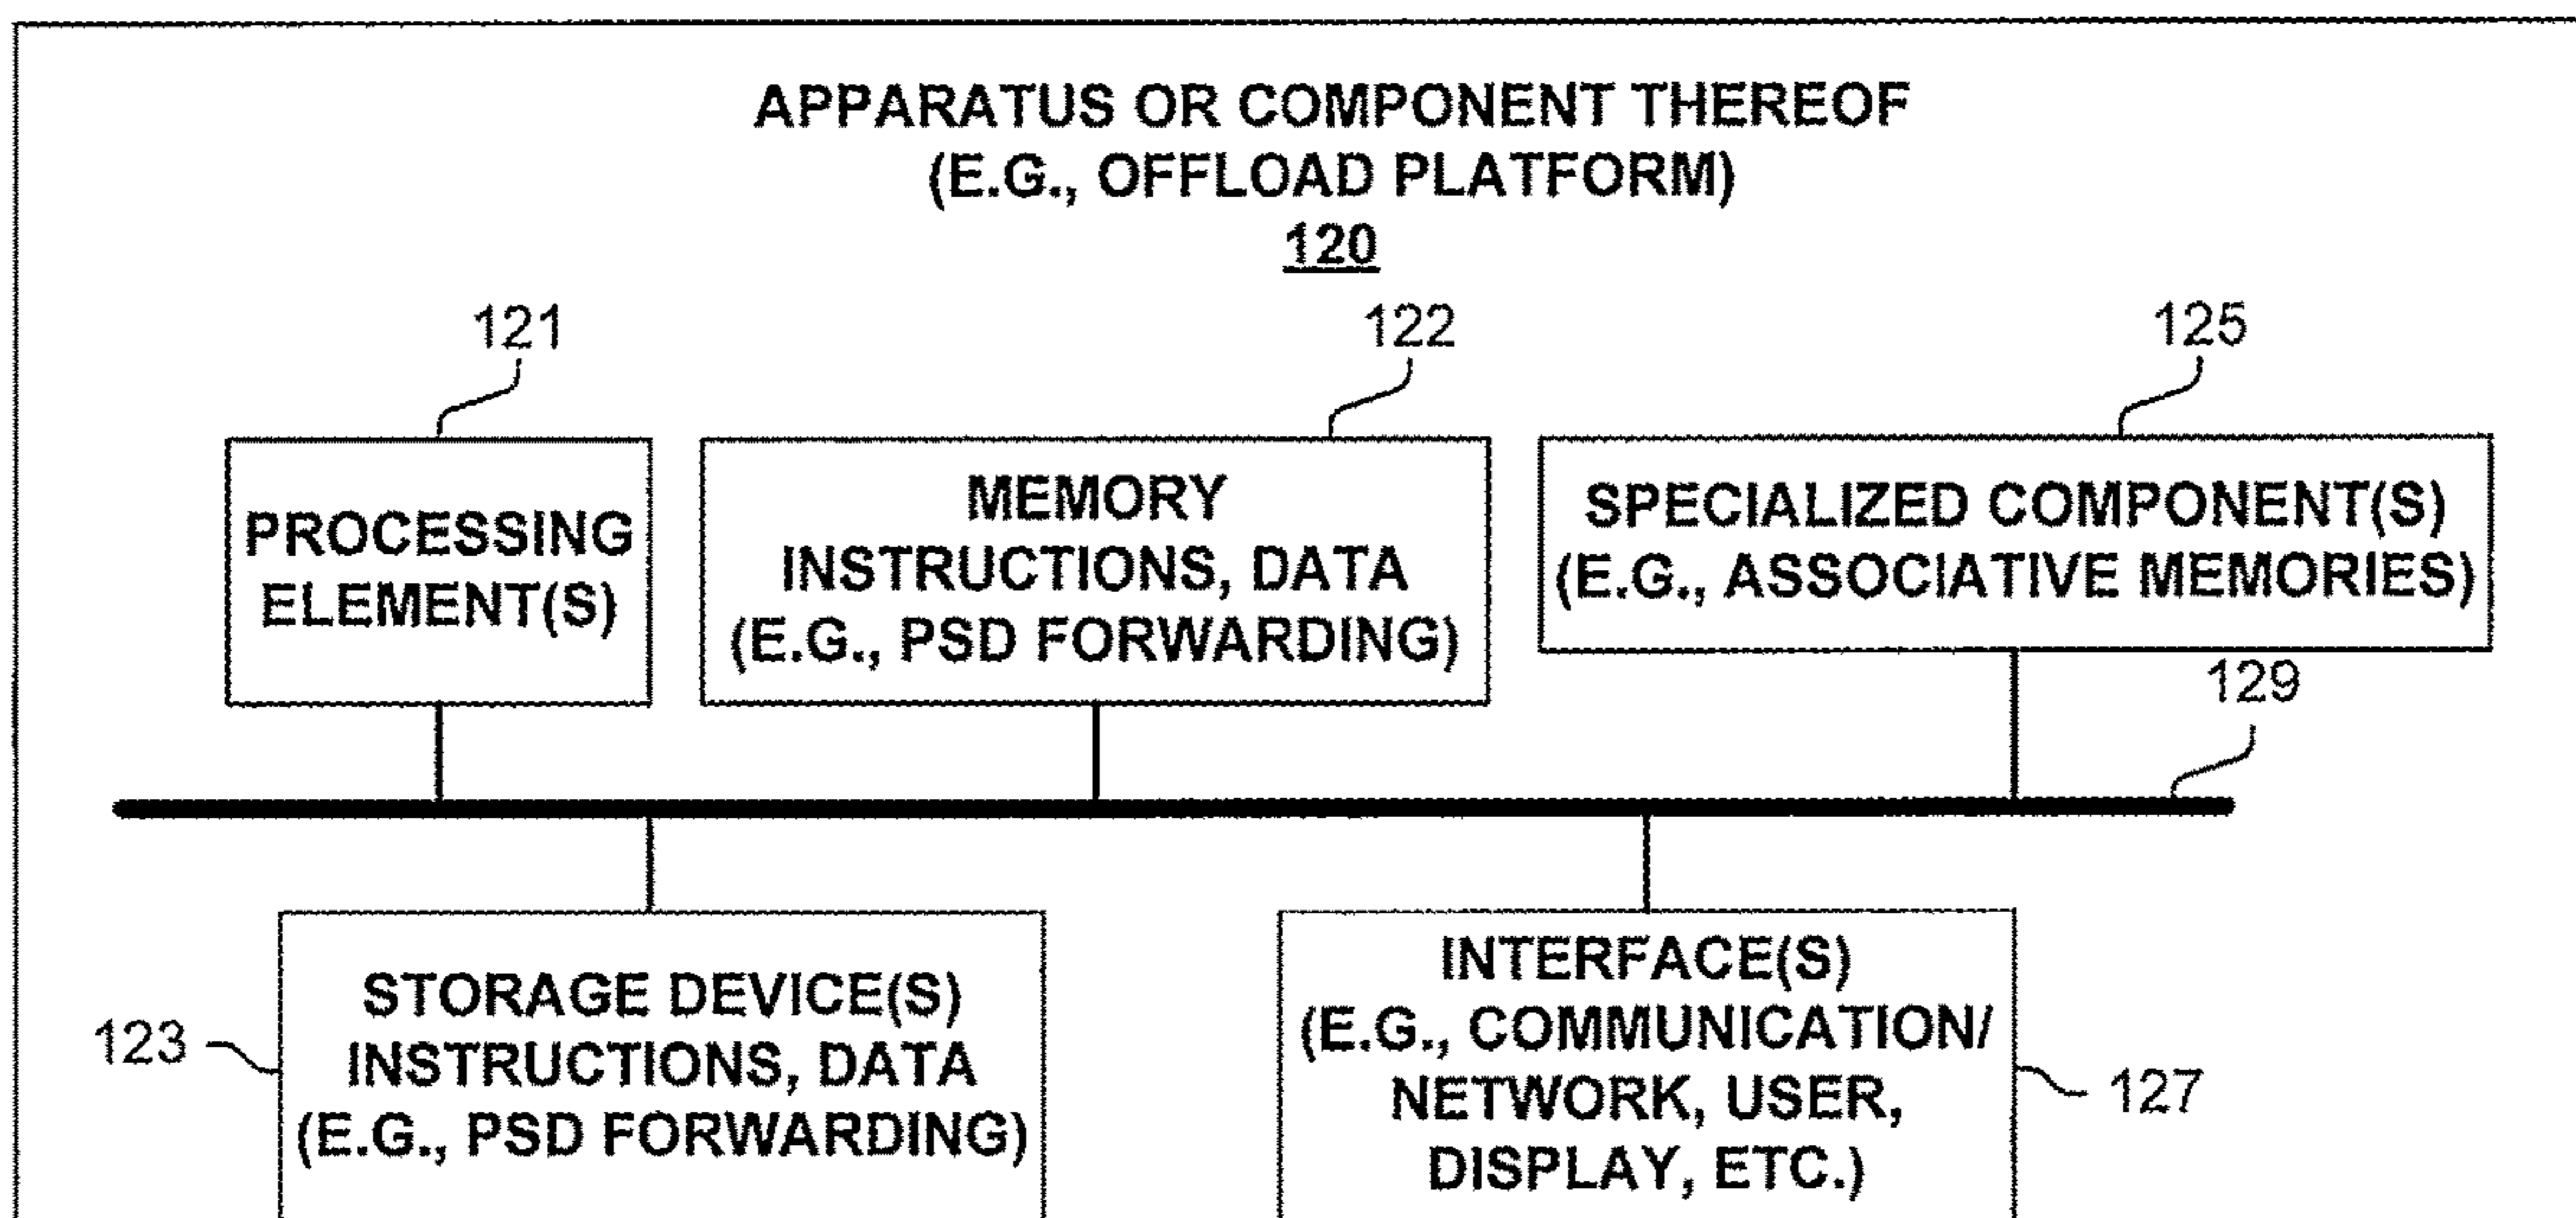 APPARATUS OR COMPONENT THEREOF
(E.G., OFFLOAD PLATFORM)
120
121
122
125
PROCESSING
ELEMENT(S)
MEMORY
INSTRUCTIONS, DATA
(E.G., PSD FORWARDING)
SPECIALIZED COMPONENT(S)
(E.G., ASSOCIATIVE MEMORIES)
129
123
STORAGE DEVICE(S)
INSTRUCTIONS, DATA
(E.G., PSD FORWARDING)
INTERFACE(S)
(E.G., COMMUNICATION/
NETWORK, USER,
DISPLAY, ETC.)
127